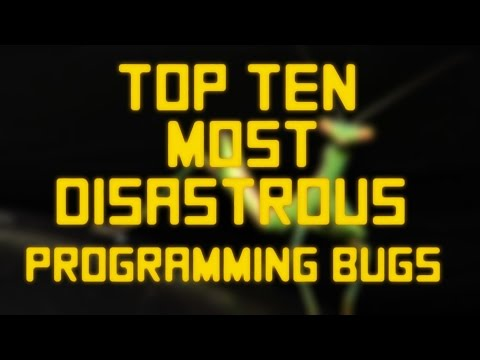 TOP TEN
MOST
DISASTROUS
PROGRAMMING BUGS